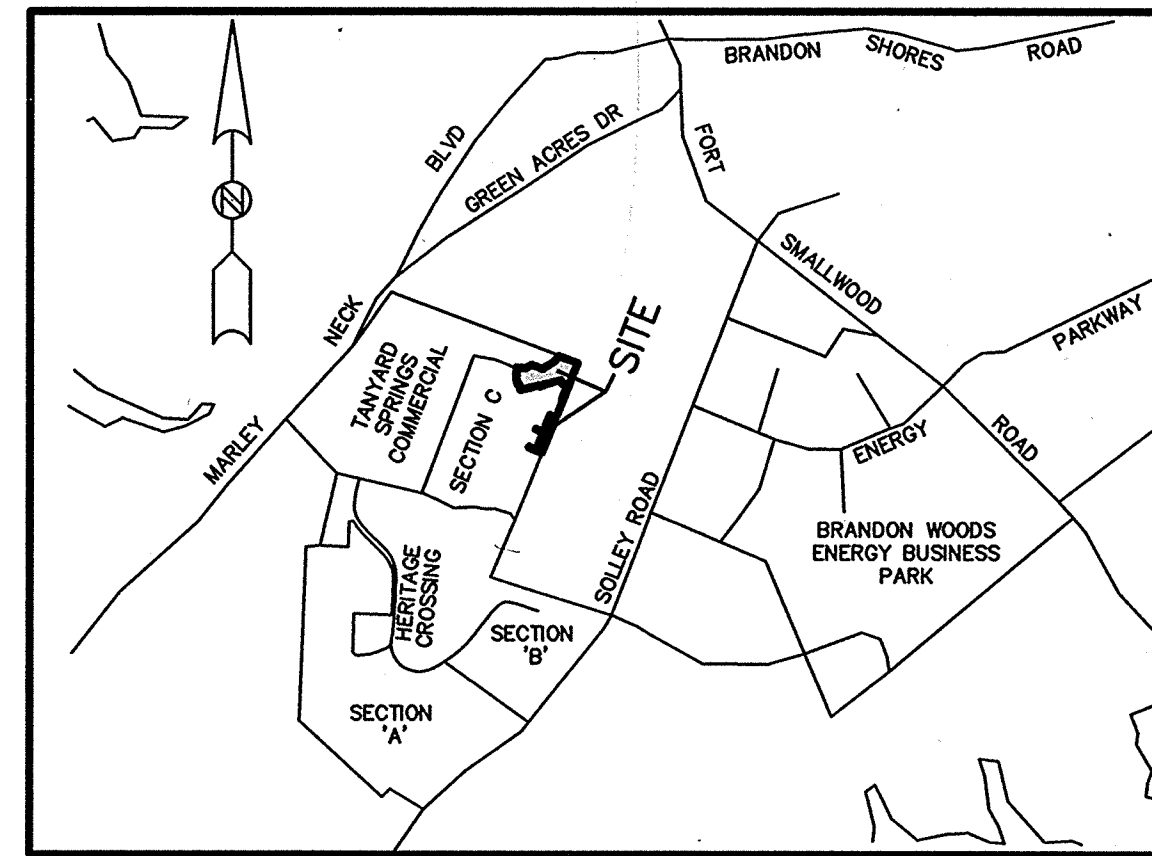 BRANDON SHORES ROAD
BLVD
GREEN ACRES DR
FORT
N
SMALLWOOD
NECK
SITE
PARKWAY
TANYARD
SPRINGS
COMMERCIAL
SECTION C
MARLEY
ENERGY
ROAD
SOLLEY ROAD
BRANDON WOODS
ENERGY BUSINESS
PARK
HERITAGE
CROSSING
SECTION
'B'
SECTION
'A'